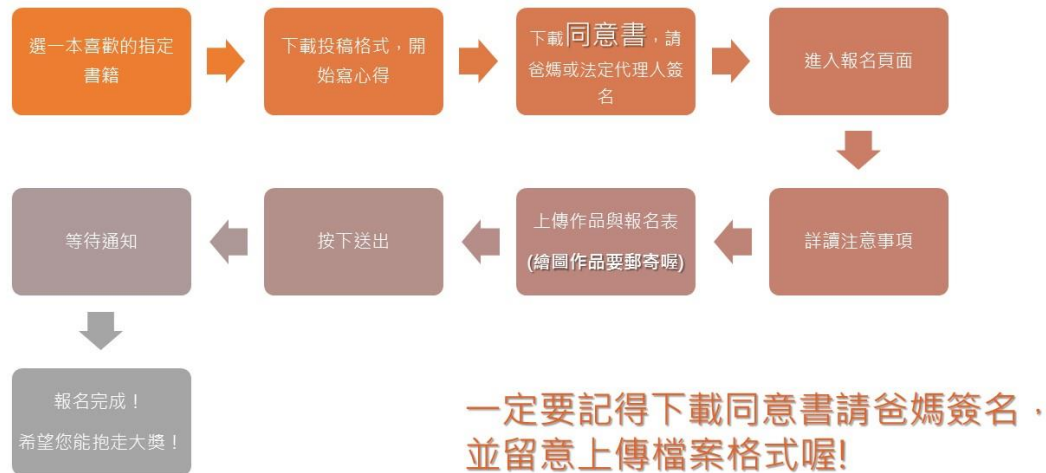 選一本喜歡的指定
書籍
下載投稿格式，開
始寫心得
下載同意書，請
爸媽或法定代理人簽
名
進入報名頁面
詳讀注意事項
上傳作品與報名表
(繪圖作品要郵寄喔)
按下送出
等待通知
報名完成！
希望您能抱走大獎！
一定要記得下載同意書請爸媽簽名，
並留意上傳檔案格式喔!